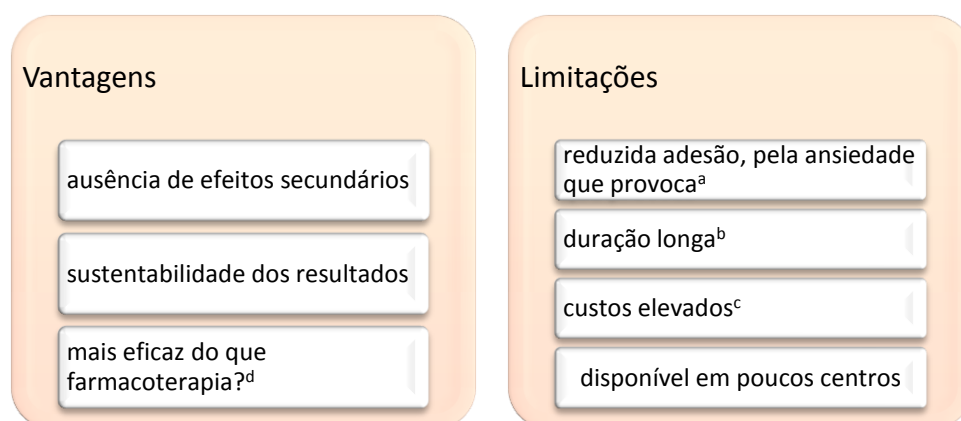 Vantagens
ausência de efeitos secundários
sustentabilidade dos resultados
mais eficaz do que
farmacoterapia?ᵈ
Limitações
reduzida adesão, pela ansiedade
que provocaᵃ
duração longaᵇ
custos elevadosᶜ
disponível em poucos centros